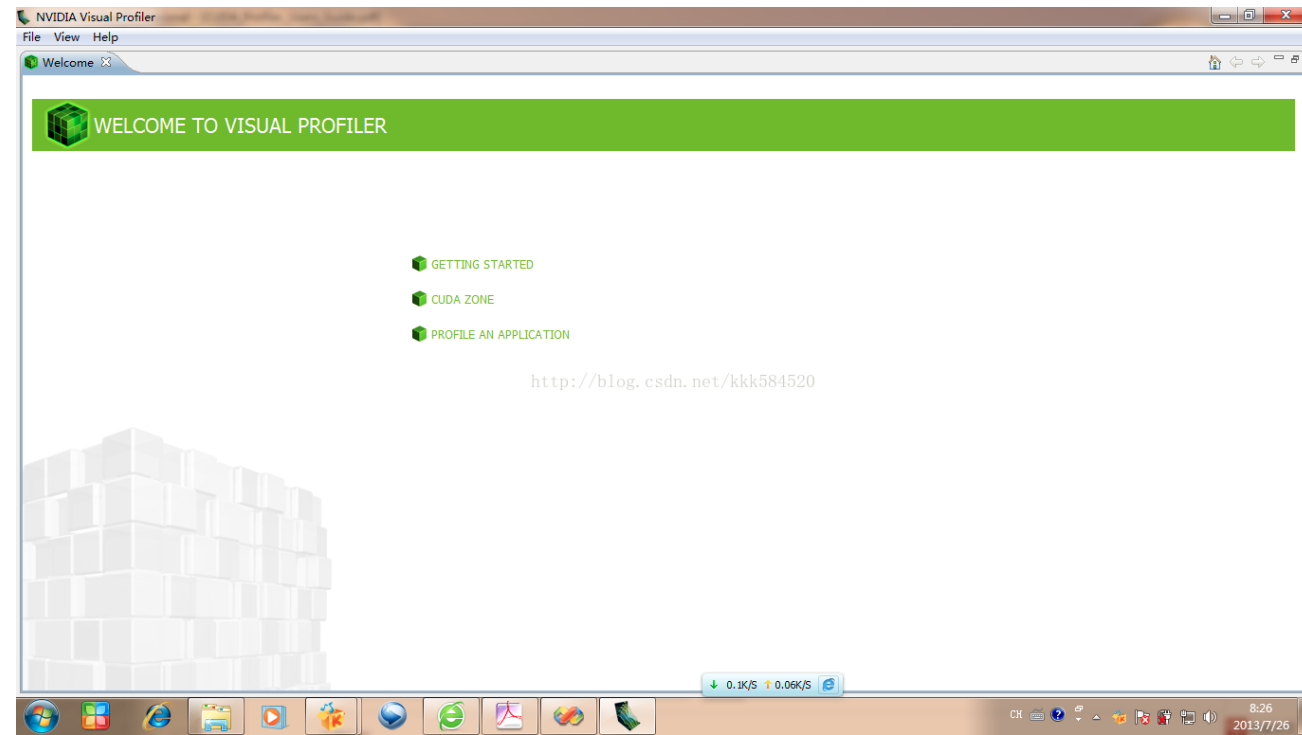 NVIDIA Visual Profiler
File View Help
Welcome
WELCOME TO VISUAL PROFILER
GETTING STARTED
CUDA ZONE
PROFILE AN APPLICATION
http://blog.csdn.net/kkk584520
↓ 0.1K/S ↑ 0.06K/S
CH
8:26
2013/7/26